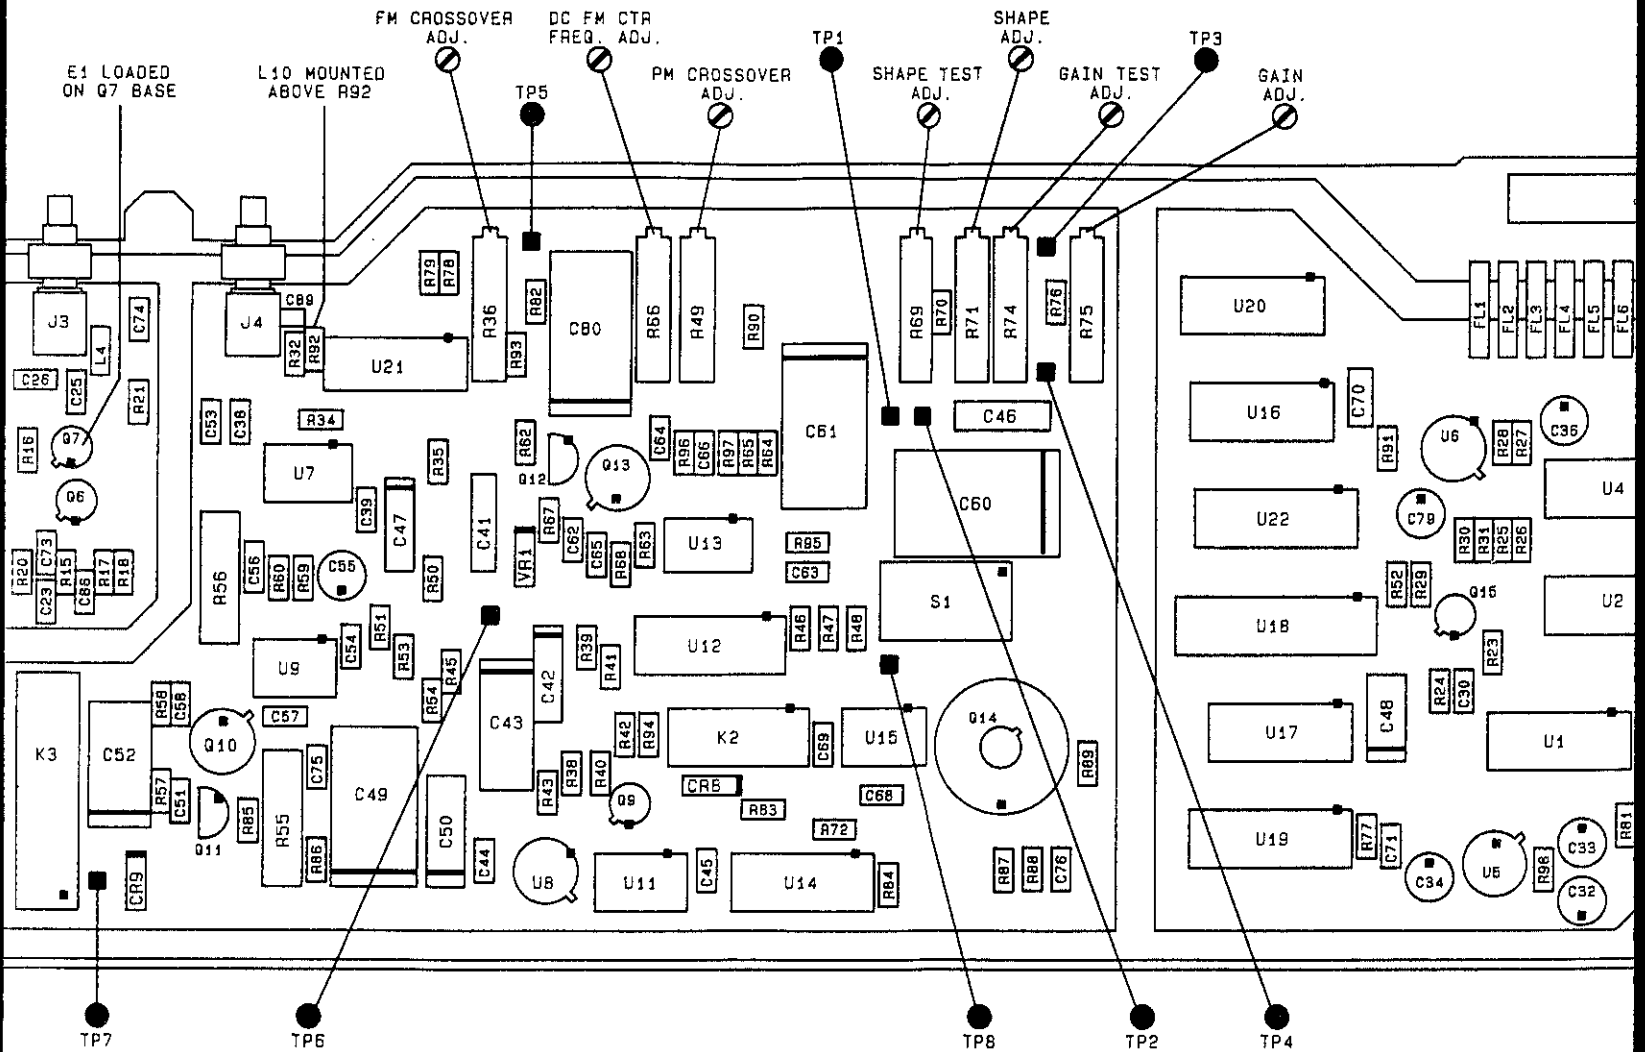 FM CROSSOVER
ADJ.
DC FM CTR
FREQ. ADJ.
SHAPE
ADJ.
TP1
TP3
E1 LOADED
ON Q7 BASE
L10 MOUNTED
ABOVE R92
TP5
PM CROSSOVER
ADJ.
SHAPE TEST
ADJ.
GAIN TEST
ADJ.
GAIN
ADJ.
J3
C74
L4
C26
C25
R21
R16
Q7
Q6
J4
C89
R32
R92
U21
R79
R78
R36
R93
R82
C80
R66
R49
R90
R69
R70
R71
R74
R76
R75
U20
FL1
FL2
FL3
FL4
FL5
FL6
C53
C38
R34
U7
R35
C39
C47
C41
R62
Q12
Q13
C64
R96
C66
R97
R65
R64
C61
C46
C60
U16
C70
R91
U6
R28
R27
C36
U4
U22
C79
R30
R31
R25
R26
R20
C73
R15
R17
R18
C23
C86
R56
C56
R60
R59
C55
R50
VR1
R67
C62
C65
R68
R63
U13
R95
C63
S1
R52
R29
Q15
U2
U18
R23
U9
C54
R51
R53
R45
R54
C43
C42
R39
R41
U12
R46
R47
R48
K3
C52
R58
C58
Q10
C57
R57
C51
Q11
R85
R55
C75
R86
C49
C50
C44
R43
R38
R40
R42
R94
Q9
K2
C69
U15
CR8
R83
C68
R72
Q14
R89
U17
C48
R24
C30
U1
CR9
U8
U11
C45
U14
R84
R87
R88
C76
U19
R77
C71
C34
U5
R98
C33
C32
R81
TP7
TP6
TP8
TP2
TP4